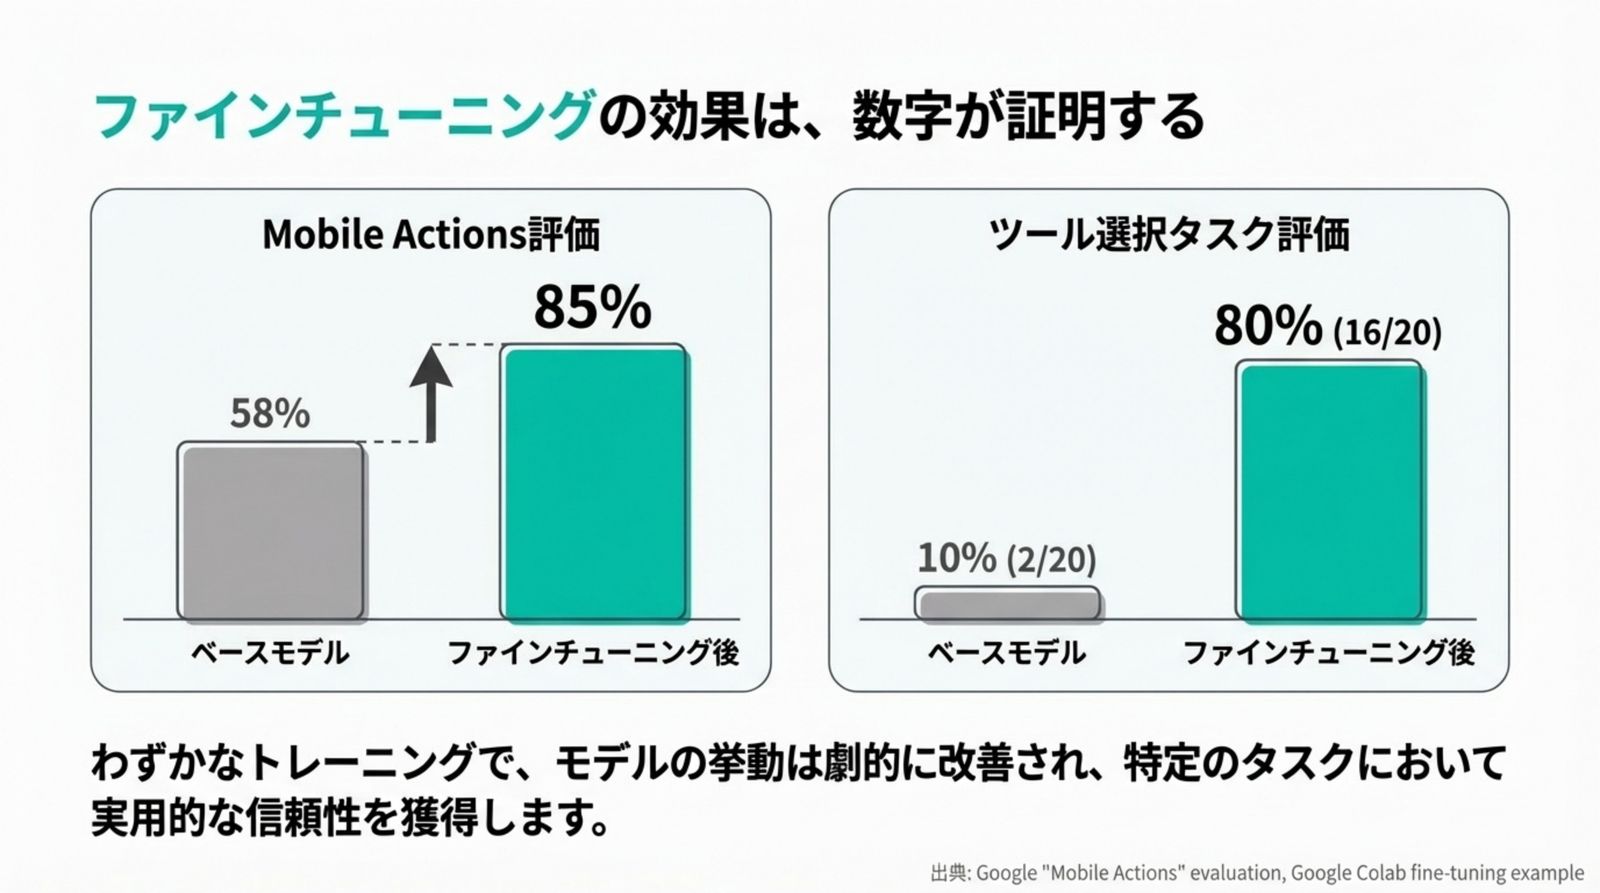 ファインチューニングの効果は、数字が証明する
Mobile Actions評価
85%
58%
ベースモデル
ファインチューニング後
ツール選択タスク評価
80% (16/20)
10% (2/20)
ベースモデル
ファインチューニング後
わずかなトレーニングで、モデルの挙動は劇的に改善され、特定のタスクにおいて
実用的な信頼性を獲得します。
出典: Google "Mobile Actions" evaluation, Google Colab fine-tuning example